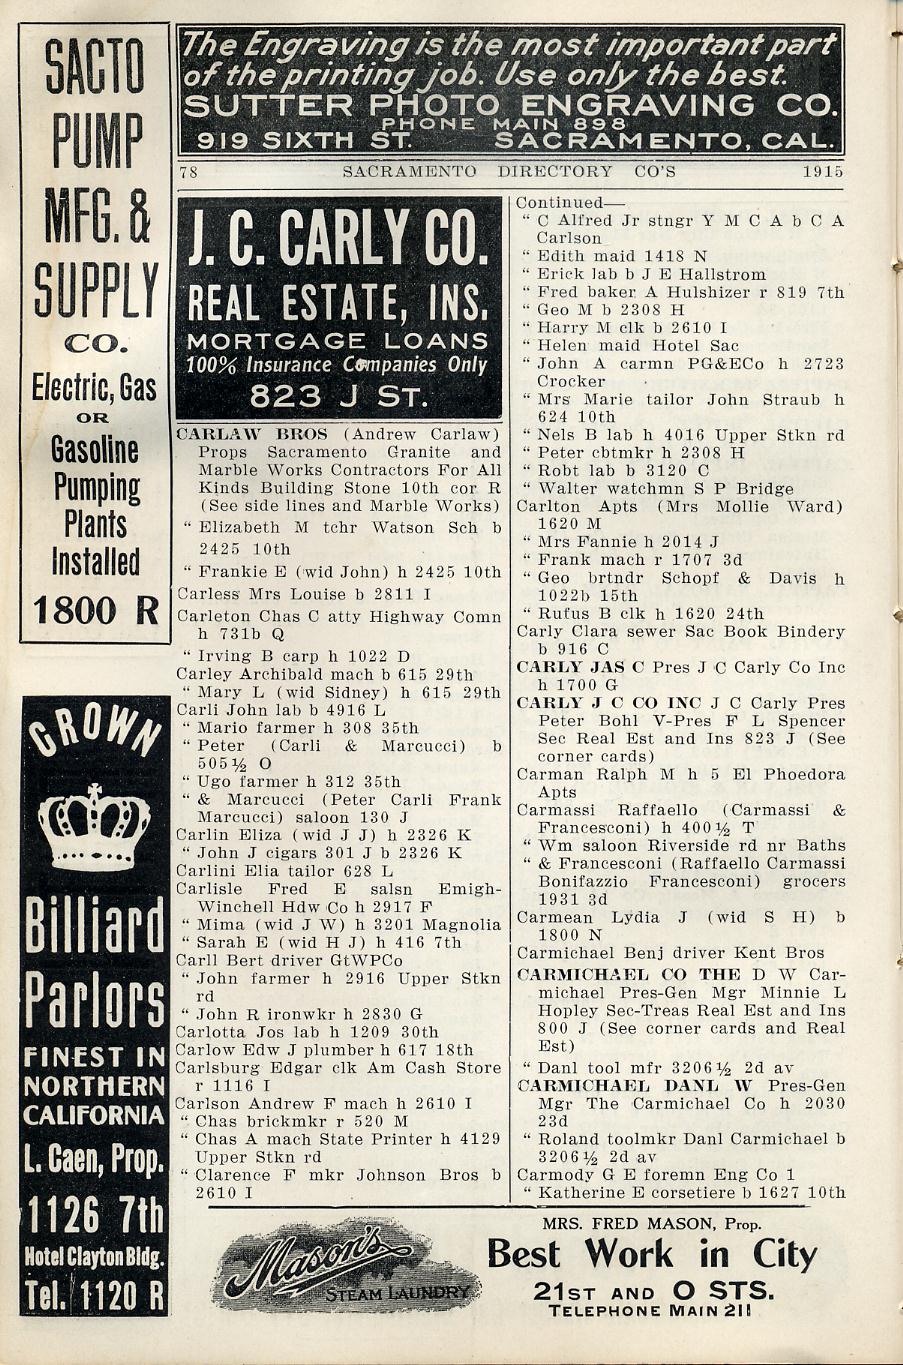 SACTO
PUMP
MFG. &
SUPPLY
CO.
Electric, Gas
OR
Gasoline
Pumping
Plants
Installed
1800 R
CROWN
Billiard
Parlors
FINEST IN
NORTHERN
CALIFORNIA
L. Caen, Prop.
1126 7th
Hotel Clayton Bldg.
Tel. 1120 R
The Engraving is the most important part
of the printing job. Use only the best.
SUTTER PHOTO ENGRAVING CO.
PHONE MAIN 898
919 SIXTH ST. SACRAMENTO, CAL.
78 SACRAMENTO DIRECTORY CO'S 1915
J. C. CARLY CO.
REAL ESTATE, INS.
MORTGAGE LOANS
100% Insurance Companies Only
823 J ST.
CARLAW BROS (Andrew Carlaw)
Props Sacramento Granite and
Marble Works Contractors For All
Kinds Building Stone 10th cor R
(See side lines and Marble Works)
“ Elizabeth M tchr Watson Sch b
2425 10th
“ Frankie E (wid John) h 2425 10th
Carless Mrs Louise b 2811 I
Carleton Chas C atty Highway Comn
h 731b Q
“ Irving B carp h 1022 D
Carley Archibald mach b 615 29th
“ Mary L (wid Sidney) h 615 29th
Carli John lab b 4916 L
“ Mario farmer h 308 35th
“ Peter (Carli & Marcucci) b
505½ O
“ Ugo farmer h 312 35th
“ & Marcucci (Peter Carli Frank
Marcucci) saloon 130 J
Carlin Eliza (wid J J) h 2326 K
“ John J cigars 301 J b 2326 K
Carlini Elia tailor 628 L
Carlisle Fred E salsn Emigh-
Winchell Hdw Co h 2917 F
“ Mima (wid J W) h 3201 Magnolia
“ Sarah E (wid H J) h 416 7th
Carll Bert driver GtWPCo
“ John farmer h 2916 Upper Stkn
rd
“ John R ironwkr h 2830 G
Carlotta Jos lab h 1209 30th
Carlow Edw J plumber h 617 18th
Carlsburg Edgar clk Am Cash Store
r 1116 I
Carlson Andrew F mach h 2610 I
“ Chas brickmkr r 520 M
“ Chas A mach State Printer h 4129
Upper Stkn rd
“ Clarence F mkr Johnson Bros b
2610 I
Continued—
“ C Alfred Jr stngr Y M C A b C A
Carlson
“ Edith maid 1418 N
“ Erick lab b J E Hallstrom
“ Fred baker A Hulshizer r 819 7th
“ Geo M b 2308 H
“ Harry M clk b 2610 I
“ Helen maid Hotel Sac
“ John A carmn PG&ECo h 2723
Crocker
“ Mrs Marie tailor John Straub h
624 10th
“ Nels B lab h 4016 Upper Stkn rd
“ Peter cbtmkr h 2308 H
“ Robt lab b 3120 C
“ Walter watchmn S P Bridge
Carlton Apts (Mrs Mollie Ward)
1620 M
“ Mrs Fannie h 2014 J
“ Frank mach r 1707 3d
“ Geo brtndr Schopf & Davis h
1022b 15th
“ Rufus B clk h 1620 24th
Carly Clara sewer Sac Book Bindery
b 916 C
CARLY JAS C Pres J C Carly Co Inc
h 1700 G
CARLY J C CO INC J C Carly Pres
Peter Bohl V-Pres F L Spencer
Sec Real Est and Ins 823 J (See
corner cards)
Carman Ralph M h 5 El Phoedora
Apts
Carmassi Raffaello (Carmassi &
Francesconi) h 400½ T
“ Wm saloon Riverside rd nr Baths
“ & Francesconi (Raffaello Carmassi
Bonifazzio Francesconi) grocers
1931 3d
Carmean Lydia J (wid S H) b
1800 N
Carmichael Benj driver Kent Bros
CARMICHAEL CO THE D W Car-
michael Pres-Gen Mgr Minnie L
Hopley Sec-Treas Real Est and Ins
800 J (See corner cards and Real
Est)
“ Danl tool mfr 3206½ 2d av
CARMICHAEL DANL W Pres-Gen
Mgr The Carmichael Co h 2030
23d
“ Roland toolmkr Danl Carmichael b
3206½ 2d av
Carmody G E foremn Eng Co 1
“ Katherine E corsetiere b 1627 10th
Mason's
STEAM LAUNDRY
MRS. FRED MASON, Prop.
Best Work in City
21ST AND O STS.
TELEPHONE MAIN 211